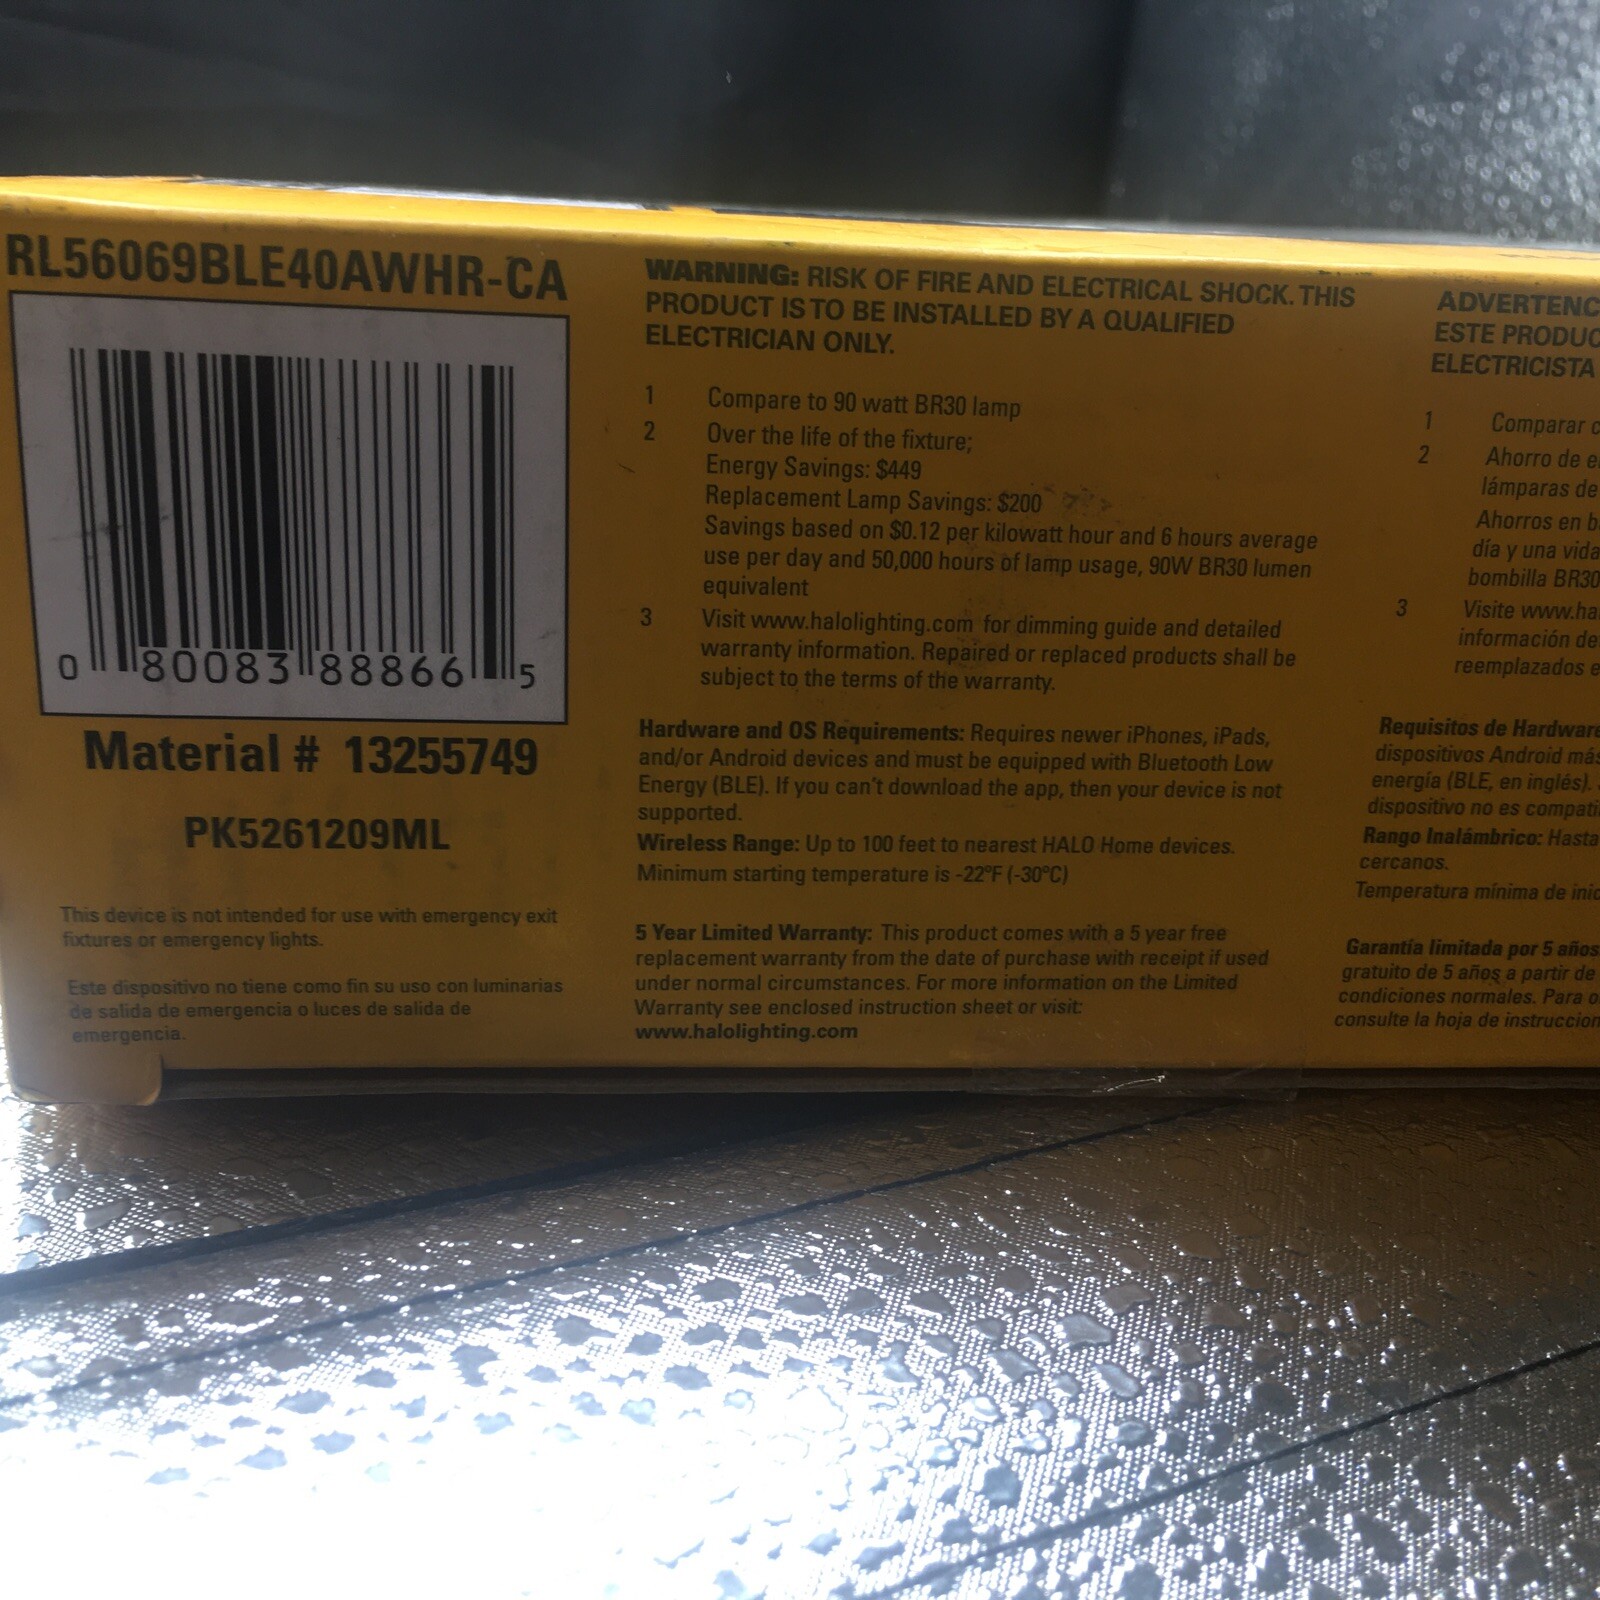 RL56069BLE40AWHR-CA
0 80083 88866 5
Material # 13255749
PK5261209ML
This device is not intended for use with emergency exit
fixtures or emergency lights.
Este dispositivo no tiene como fin su uso con luminarias
de salida de emergencia o luces de salida de
emergencia.
WARNING: RISK OF FIRE AND ELECTRICAL SHOCK. THIS
PRODUCT IS TO BE INSTALLED BY A QUALIFIED
ELECTRICIAN ONLY.
1 Compare to 90 watt BR30 lamp
2 Over the life of the fixture;
Energy Savings: $449
Replacement Lamp Savings: $200
Savings based on $0.12 per kilowatt hour and 6 hours average
use per day and 50,000 hours of lamp usage, 90W BR30 lumen
equivalent
3 Visit www.halolighting.com for dimming guide and detailed
warranty information. Repaired or replaced products shall be
subject to the terms of the warranty.
Hardware and OS Requirements: Requires newer iPhones, iPads,
and/or Android devices and must be equipped with Bluetooth Low
Energy (BLE). If you can't download the app, then your device is not
supported.
Wireless Range: Up to 100 feet to nearest HALO Home devices.
Minimum starting temperature is -22°F (-30°C)
5 Year Limited Warranty: This product comes with a 5 year free
replacement warranty from the date of purchase with receipt if used
under normal circumstances. For more information on the Limited
Warranty see enclosed instruction sheet or visit:
www.halolighting.com
ADVERTENC
ESTE PRODUC
ELECTRICISTA
1 Comparar c
2 Ahorro de e
lámparas de
Ahorros en b
día y una vida
bombilla BR30
3 Visite www.ha
información de
reemplazados e
Requisitos de Hardware
dispositivos Android más
energía (BLE, en inglés).
dispositivo no es compati
Rango Inalámbrico: Hasta
cercanos.
Temperatura mínima de inic
Garantía limitada por 5 años
gratuito de 5 años a partir de
condiciones normales. Para o
consulte la hoja de instruccion